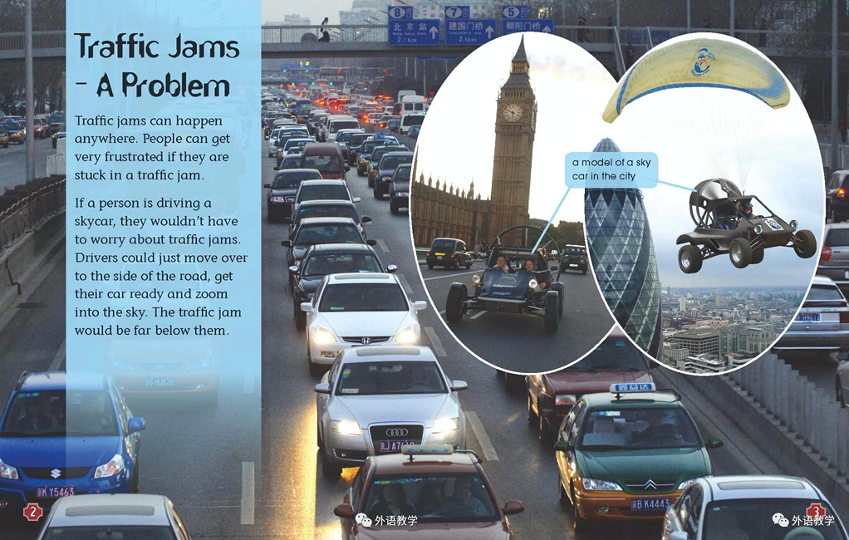 Traffic Jams
- A Problem
Traffic jams can happen
anywhere. People can get
very frustrated if they are
stuck in a traffic jam.
If a person is driving a
skycar, they wouldn't have
to worry about traffic jams.
Drivers could just move over
to the side of the road, get
their car ready and zoom
into the sky. The traffic jam
would be far below them.
a model of a sky
car in the city
北京站
建国门桥
朝阳门桥
2
3
外语教学
外语教学